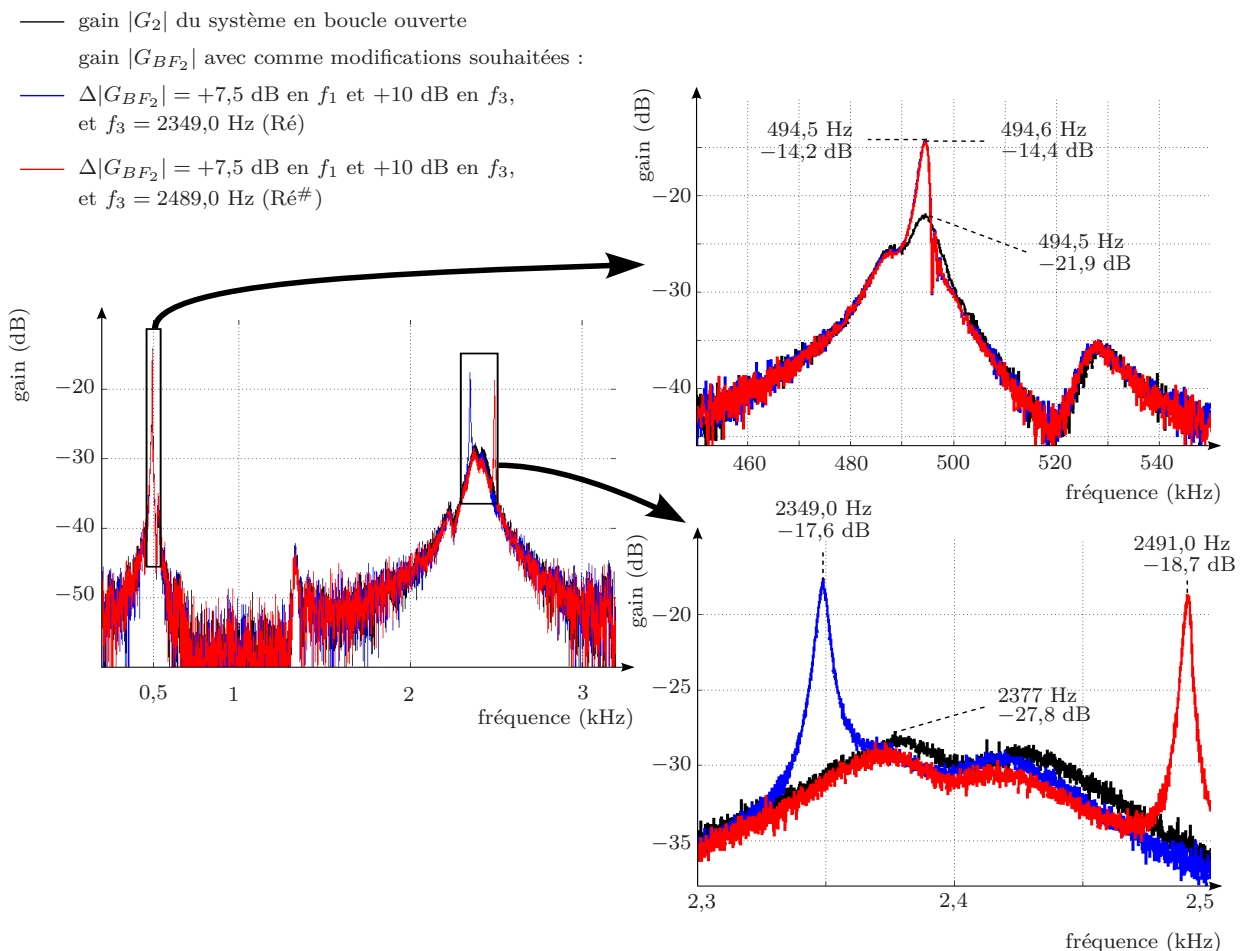 gain |G₂| du système en boucle ouverte
gain |G_{BF₂}| avec comme modifications souhaitées :
Δ|G_{BF₂}| = +7,5 dB en f₁ et +10 dB en f₃,
et f₃ = 2349,0 Hz (Ré)
Δ|G_{BF₂}| = +7,5 dB en f₁ et +10 dB en f₃,
et f₃ = 2489,0 Hz (Ré#)
gain (dB)
−20
−30
−40
−50
0,5
1
2
3
fréquence (kHz)
gain (dB)
494,5 Hz
−14,2 dB
494,6 Hz
−14,4 dB
494,5 Hz
−21,9 dB
−20
−30
−40
460
480
500
520
540
fréquence (kHz)
gain (dB)
2349,0 Hz
−17,6 dB
2491,0 Hz
−18,7 dB
2377 Hz
−27,8 dB
−20
−25
−30
−35
2,3
2,4
2,5
fréquence (kHz)